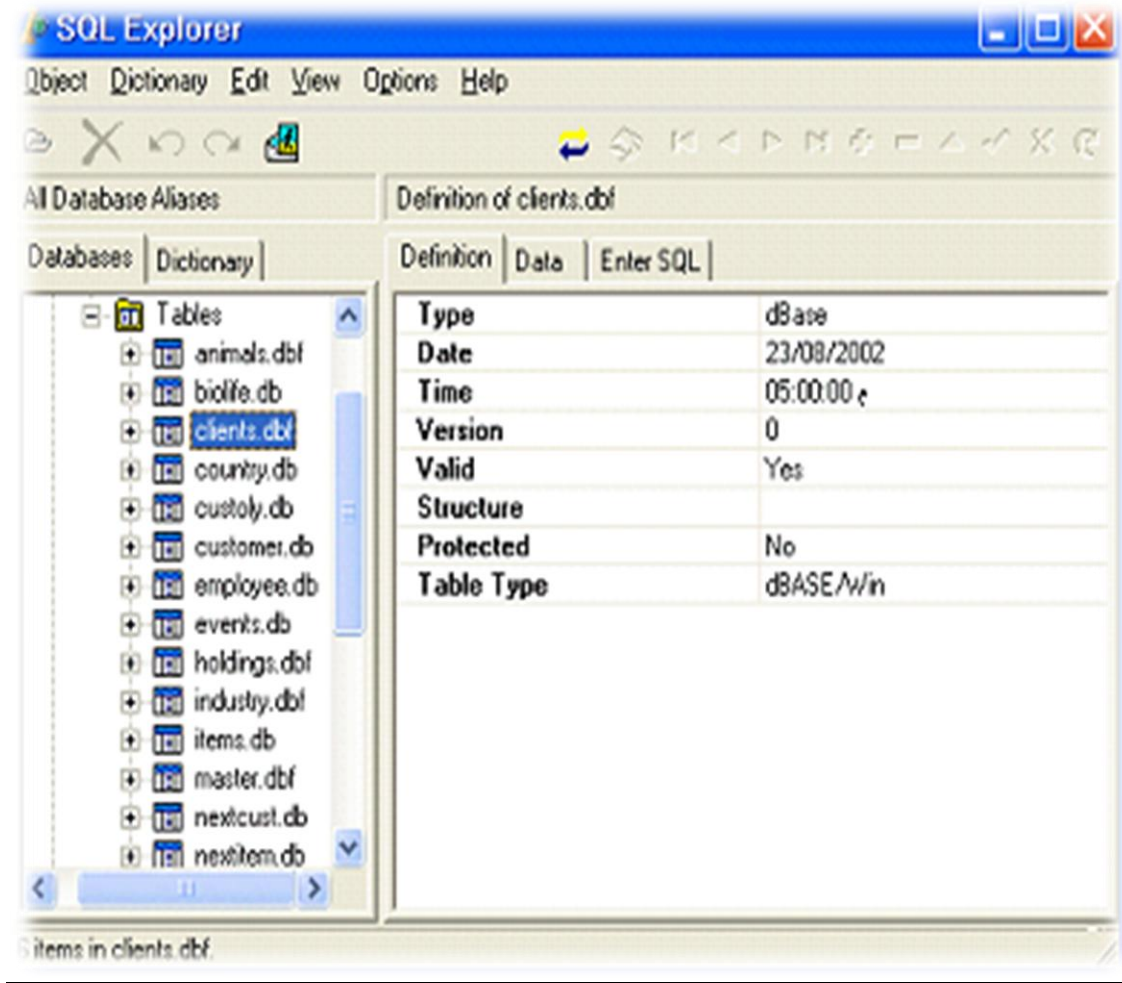 SQL Explorer
Object Dictionary Edit View Options Help
All Database Aliases
Definition of clients.dbf
Databases Dictionary
Definition Data Enter SQL
Tables
animals.dbf
biolife.db
clients.dbf
country.db
custoly.db
customer.db
employee.db
events.db
holdings.dbf
industry.dbf
items.db
master.dbf
nextcust.db
nextitem.db
Type dBase
Date 23/08/2002
Time 05:00:00 م
Version 0
Valid Yes
Structure
Protected No
Table Type dBASE/Win
items in clients.dbf.